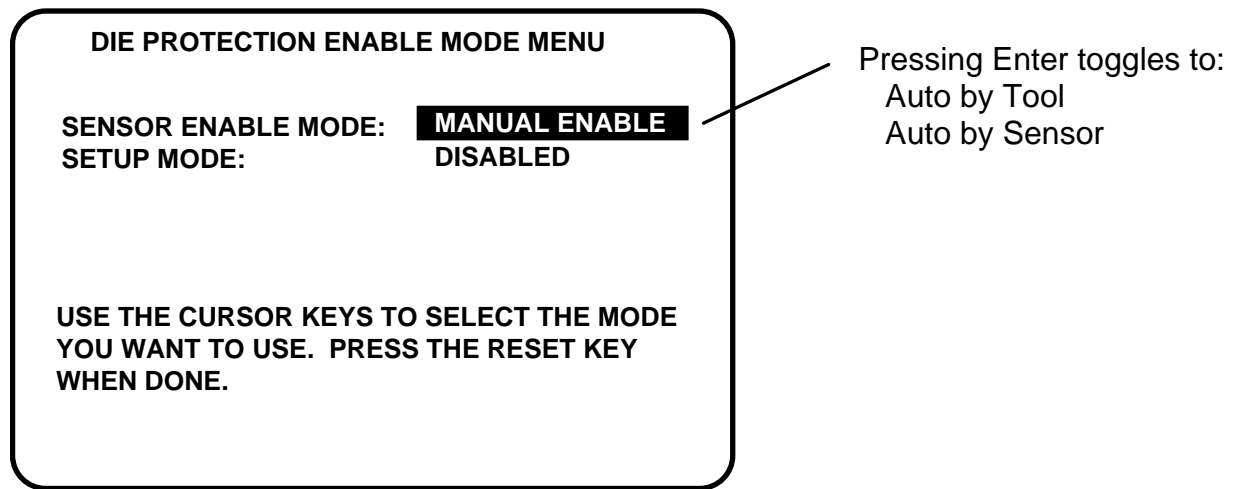 DIE PROTECTION ENABLE MODE MENU
SENSOR ENABLE MODE: MANUAL ENABLE
SETUP MODE: DISABLED
USE THE CURSOR KEYS TO SELECT THE MODE
YOU WANT TO USE. PRESS THE RESET KEY
WHEN DONE.
Pressing Enter toggles to:
Auto by Tool
Auto by Sensor